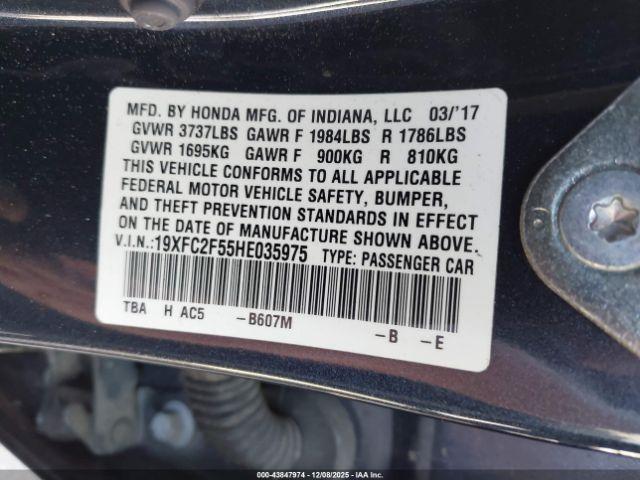 MFD. BY HONDA MFG. OF INDIANA, LLC 03/'17
GVWR 3737LBS GAWR F 1984LBS R 1786LBS
GVWR 1695KG GAWR F 900KG R 810KG
THIS VEHICLE CONFORMS TO ALL APPLICABLE
FEDERAL MOTOR VEHICLE SAFETY, BUMPER,
AND THEFT PREVENTION STANDARDS IN EFFECT
ON THE DATE OF MANUFACTURE SHOWN ABOVE.
V.I.N.:19XFC2F55HE035975 TYPE: PASSENGER CAR
TBA H AC5 -B607M -B -E
000-43847974 | 12/08/2025 - IAA Inc.